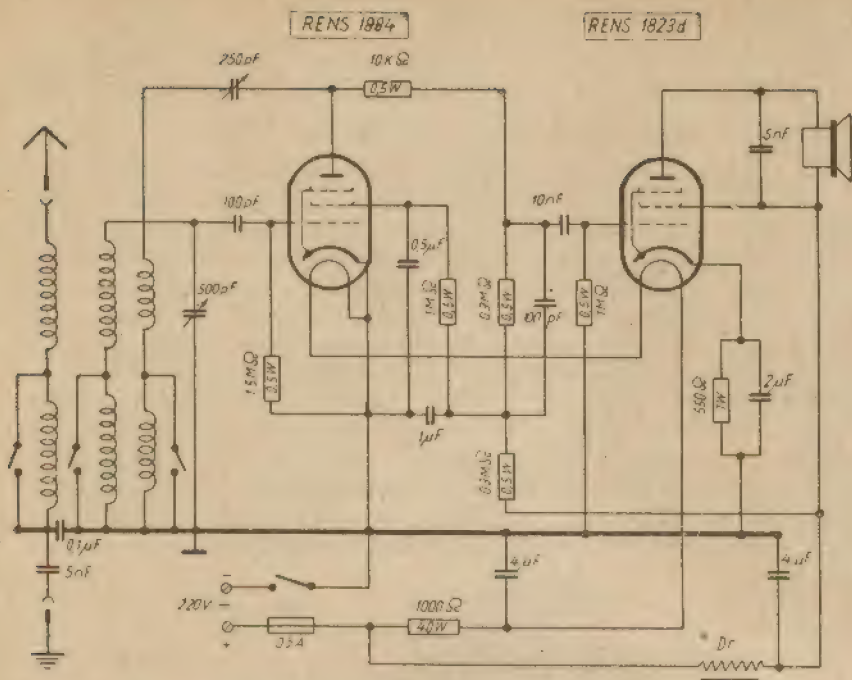 RENS 1884
RENS 1823d
250pF
10KΩ
0,5W
5nF
100pF
10nF
500pF
0,5µF
1MΩ
0,5W
0,3MΩ
0,5W
100pF
0,5W
1MΩ
1,5MΩ
0,5W
550Ω
1W
2µF
1µF
0,3MΩ
0,5W
0,1µF
5nF
4µF
4µF
–
220V
–
+
0,5A
1000Ω
40W
Dr